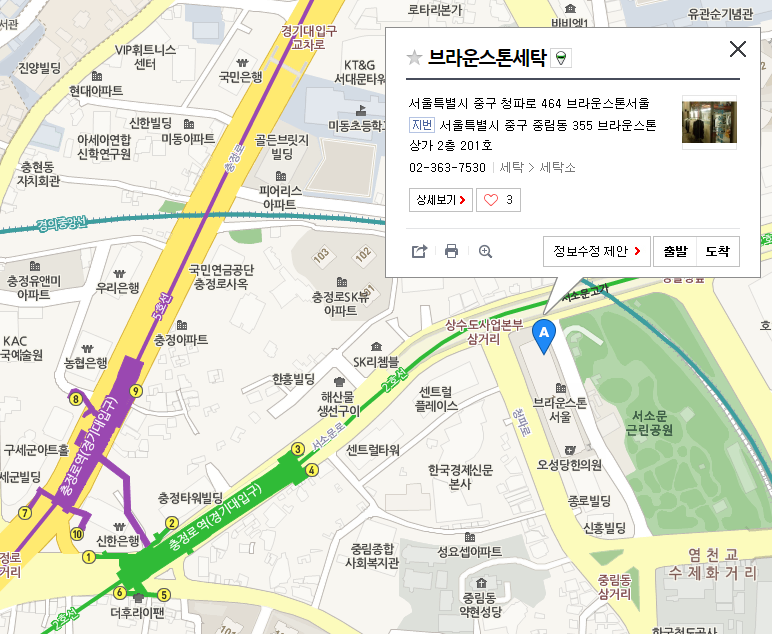 로타리본가
비비엣1
유관순기념관
경기대입구
교차로
VIP휘트니스
센터
진양빌딩
현대아파트
국민은행
KT&G
서대문타워
신한빌딩
미동아파트
아세아연합
신학연구원
골든브릿지
빌딩
미동초등학교
충정로
충현동
자치회관
피어리스
아파트
경의중앙선
브라운스톤세탁
서울특별시 중구 청파로 464 브라운스톤서울
지번 서울특별시 중구 중림동 355 브라운스톤
상가 2층 201호
02-363-7530 세탁 > 세탁소
상세보기 >
3
정보수정 제안 >
출발
도착
103
102
충정유앤미
아파트
우리은행
국민연금공단
충정로시옥
충정로SK뷰
아파트
5호선
서소문고가
상수도사업본부
삼거리
A
KAC
국예술원
충정아파트
농협은행
SK리쳄블
한흥빌딩
해산물
생선구이
2호선
센트럴
플레이스
브라운스톤
서울
청파로
서소문
근린공원
8
9
충정로역(경기대입구)
구세군아트홀
세군빌딩
서소문로
3
4
센트럴타워
한국경제신문
본사
오성당한의원
종로빌딩
신흥빌딩
7
10
충정타워빌딩
2
충정로역(경기대입구)
신한은행
1
정로
거리
중림종합
사회복지관
성요셉아파트
염천교
수제화거리
6
5
더후라이팬
중림동
약현성당
중림동
삼거리
2호선
101
한국철도공사